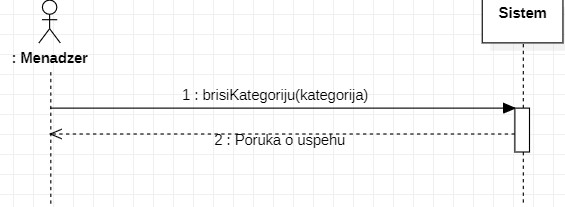 Sistem
: Menadzer
1 : brisiKategoriju(kategorija)
2 : Poruka o uspehu